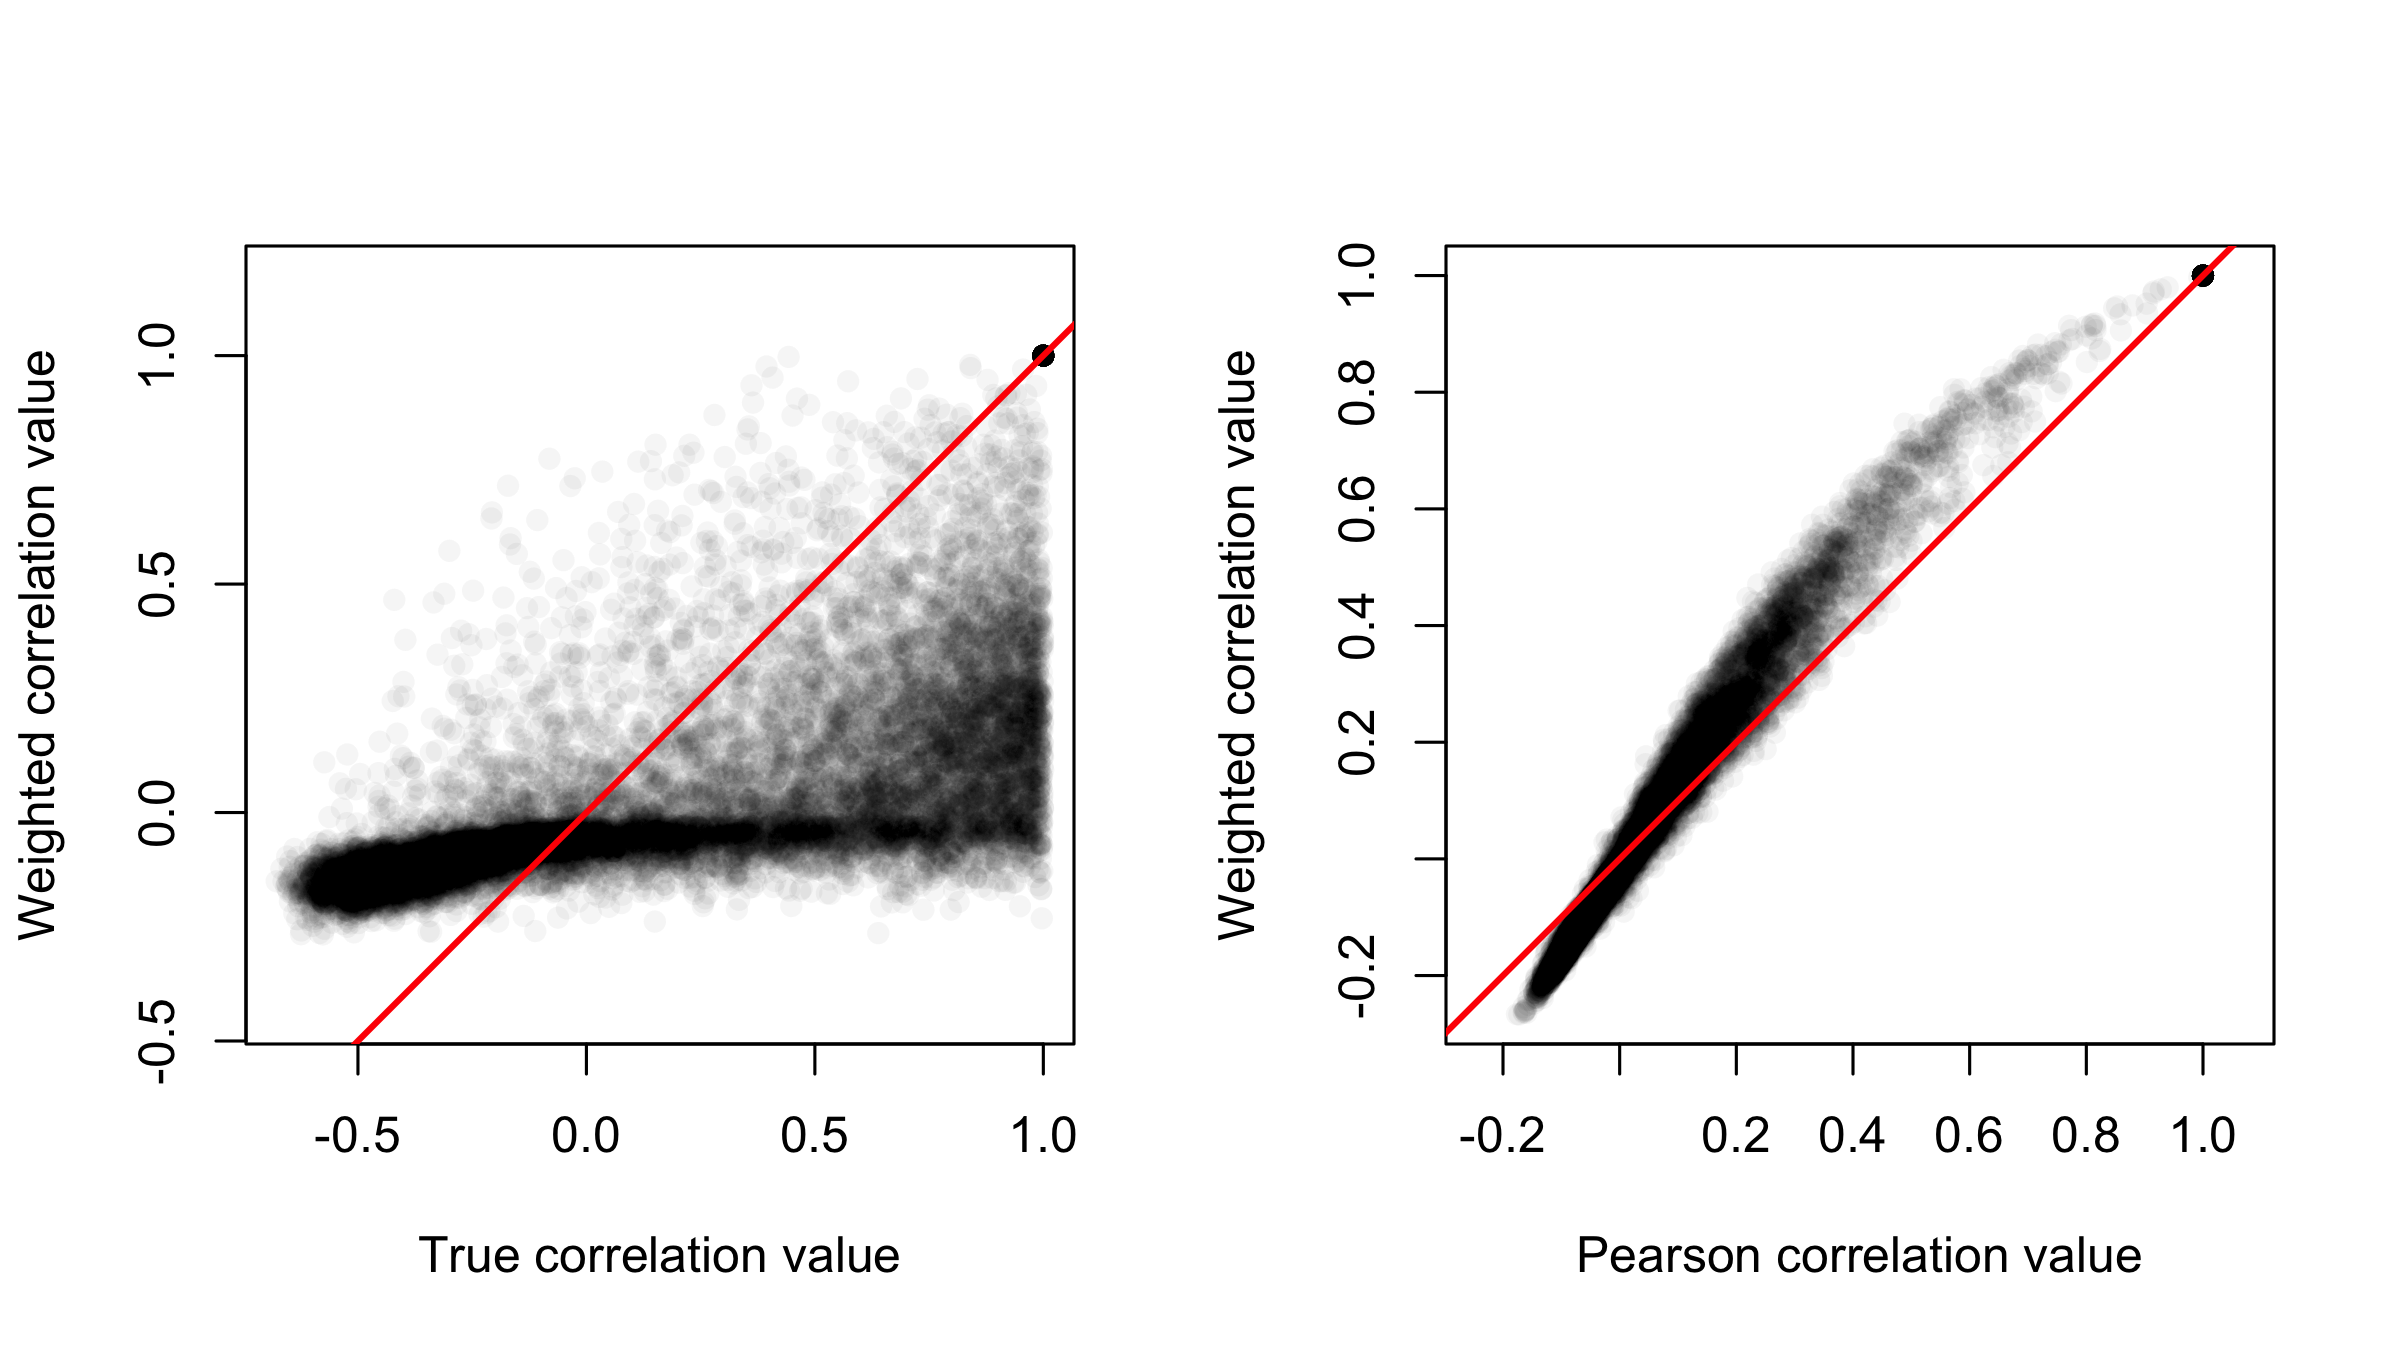 Weighted correlation value
1.0
0.5
0.0
-0.5
-0.5 0.0 0.5 1.0
True correlation value
Weighted correlation value
1.0
0.8
0.6
0.4
0.2
-0.2
-0.2 0.2 0.4 0.6 0.8 1.0
Pearson correlation value